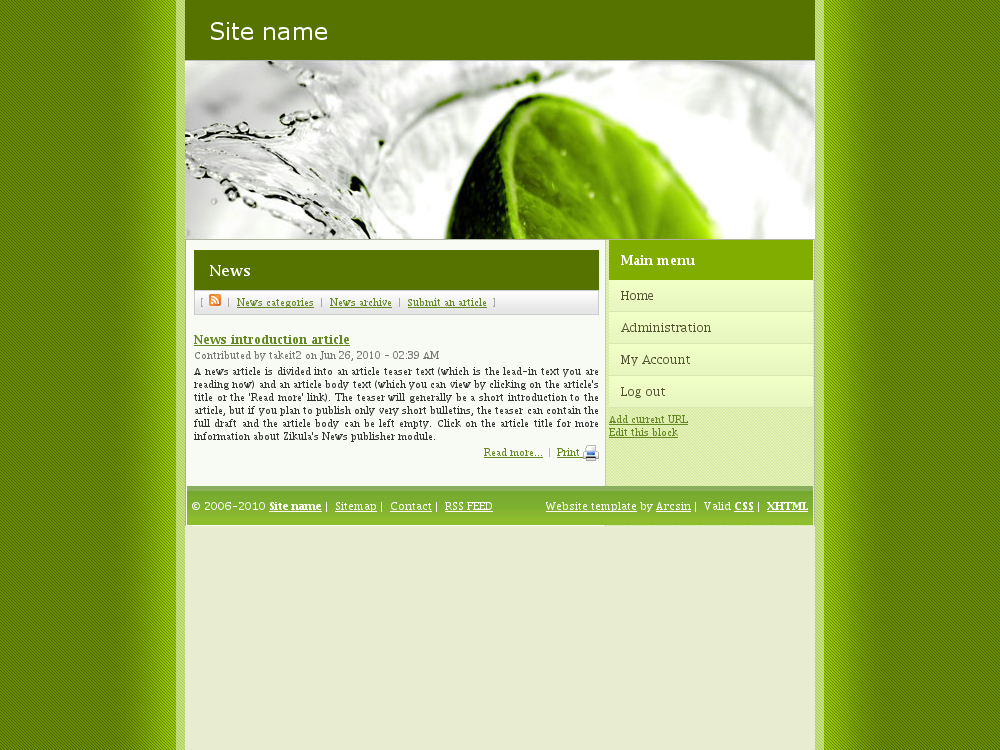 Site name
News
[ | News categories | News archive | Submit an article ]
News introduction article
Contributed by takeit2 on Jun 26, 2010 - 02:39 AM
A news article is divided into an article teaser text (which is the lead-in text you are
reading now) and an article body text (which you can view by clicking on the article's
title or the 'Read more' link). The teaser will generally be a short introduction to the
article, but if you plan to publish only very short bulletins, the teaser can contain the
full draft and the article body can be left empty. Click on the article title for more
information about Zikula's News publisher module.
Read more... | Print
Main menu
Home
Administration
My Account
Log out
Add current URL
Edit this block
© 2006-2010 Site name | Sitemap | Contact | RSS FEED
Website template by Arcsin | Valid CSS | XHTML